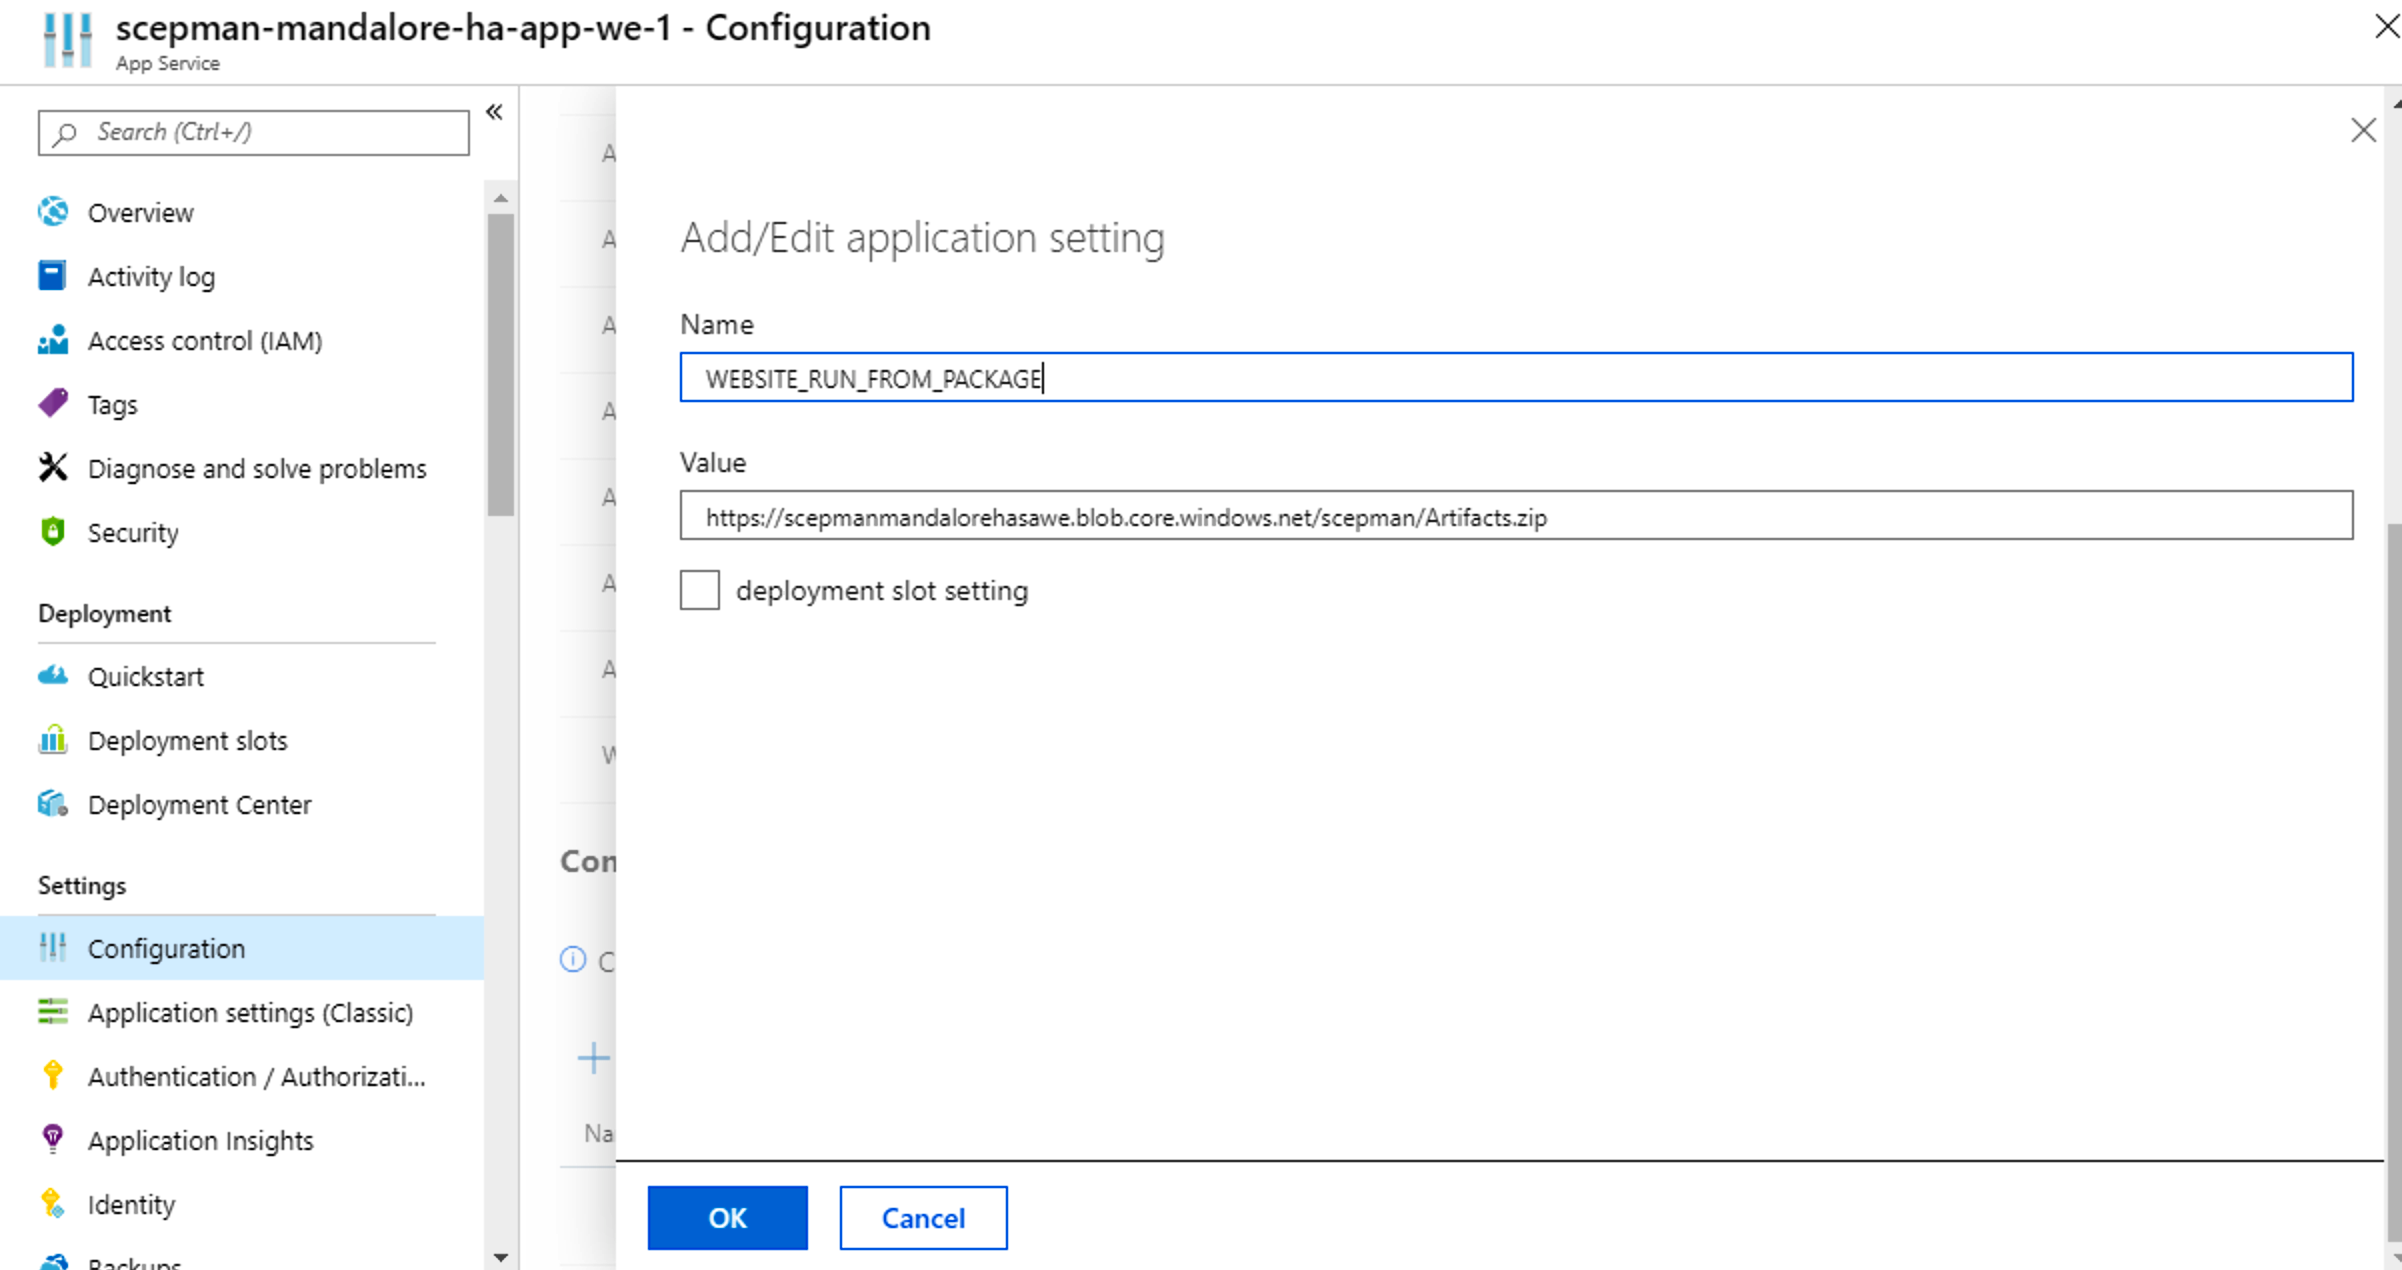 scepman-mandalore-ha-app-we-1 - Configuration
App Service
Search (Ctrl+/)
«
Overview
Activity log
Access control (IAM)
Tags
Diagnose and solve problems
Security
Deployment
Quickstart
Deployment slots
Deployment Center
Settings
Configuration
Application settings (Classic)
Authentication / Authorizati...
Application Insights
Identity
Backups
A
A
A
A
A
A
A
W
Con
C
Na
Add/Edit application setting
Name
WEBSITE_RUN_FROM_PACKAGE
Value
https://scepmanmandalorehasawe.blob.core.windows.net/scepman/Artifacts.zip
deployment slot setting
OK
Cancel